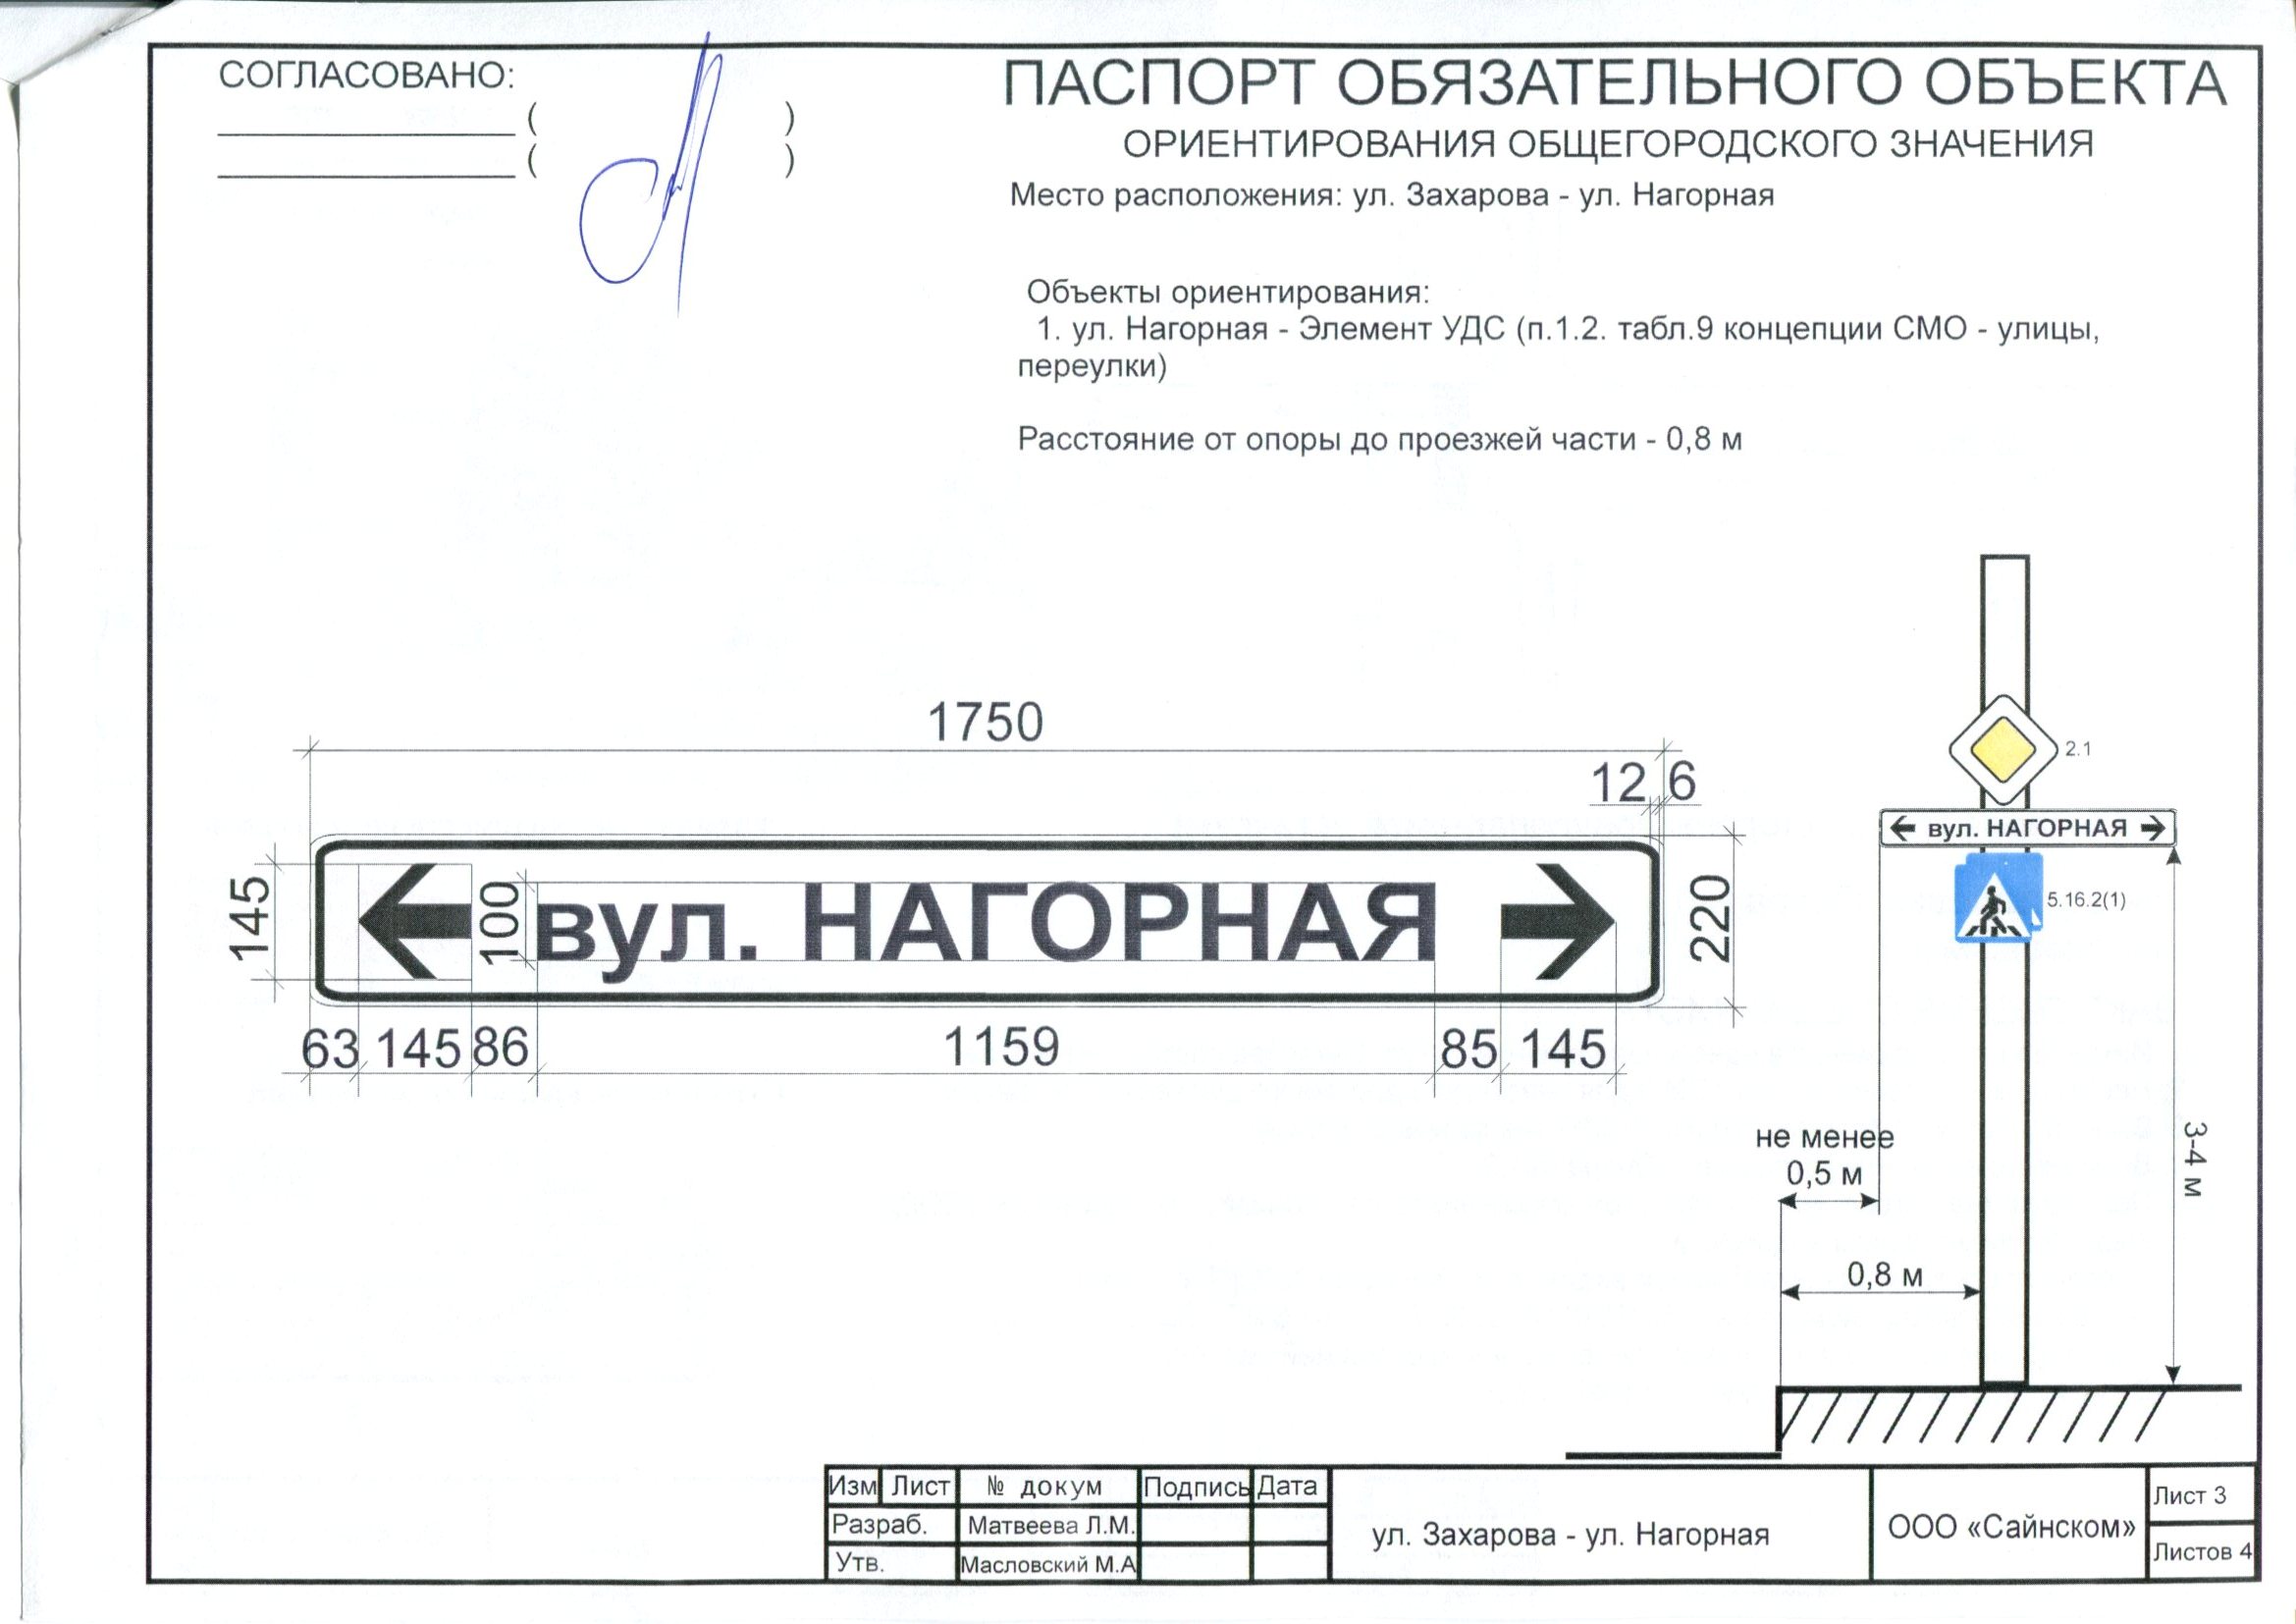 СОГЛАСОВАНО:
( )
( )
ПАСПОРТ ОБЯЗАТЕЛЬНОГО ОБЪЕКТА
ОРИЕНТИРОВАНИЯ ОБЩЕГОРОДСКОГО ЗНАЧЕНИЯ
Место расположения: ул. Захарова - ул. Нагорная
Объекты ориентирования:
1. ул. Нагорная - Элемент УДС (п.1.2. табл.9 концепции СМО - улицы,
переулки)
Расстояние от опоры до проезжей части - 0,8 м
1750
12 6
145
100
← вул. НАГОРНАЯ →
220
63 145 86 1159 85 145
2.1
← вул. НАГОРНАЯ →
5.16.2(1)
не менее
0,5 м
3-4 м
0,8 м
Изм Лист № докум Подпись Дата
Разраб. Матвеева Л.М.
Утв. Масловский М.А
ул. Захарова - ул. Нагорная
ООО «Сайнском»
Лист 3
Листов 4